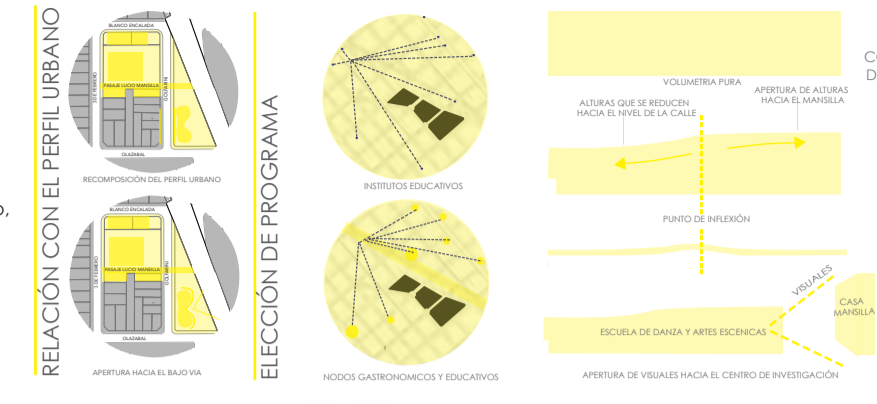 RELACIÓN CON EL PERFIL URBANO
BLANCO ENCALADA
3 DE FEBRERO
PASAJE LUCIO MANSILLA
OLAZABAL
RECOMPOSICIÓN DEL PERFIL URBANO
BLANCO ENCALADA
3 DE FEBRERO
PASAJE LUCIO MANSILLA
OLAZABAL
APERTURA HACIA EL BAJO VIA
ELECCIÓN DE PROGRAMA
INSTITUTOS EDUCATIVOS
NODOS GASTRONOMICOS Y EDUCATIVOS
VOLUMETRIA PURA
ALTURAS QUE SE REDUCEN
HACIA EL NIVEL DE LA CALLE
APERTURA DE ALTURAS
HACIA EL MANSILLA
PUNTO DE INFLEXIÓN
VISUALES
CASA
MANSILLA
ESCUELA DE DANZA Y ARTES ESCENICAS
APERTURA DE VISUALES HACIA EL CENTRO DE INVESTIGACIÓN